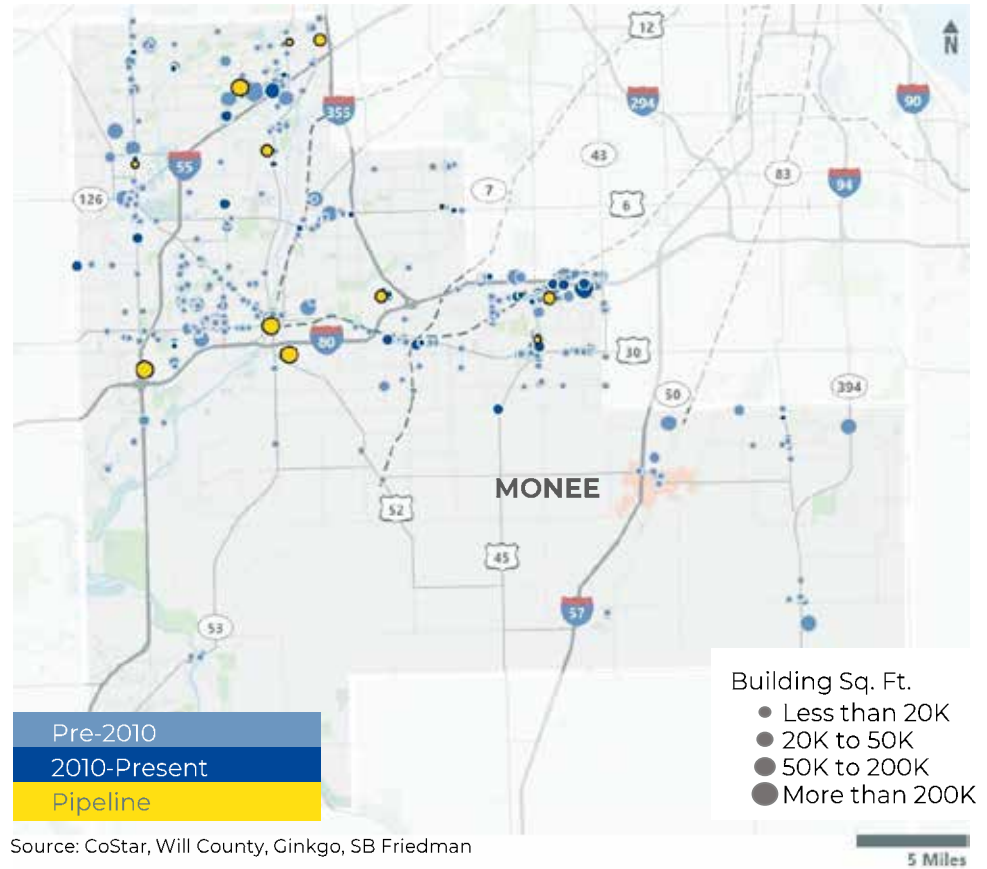 12
N
355
294
90
55
43
7
83
94
126
6
80
30
50
394
MONEE
52
45
57
53
Building Sq. Ft.
Less than 20K
20K to 50K
50K to 200K
More than 200K
Pre-2010
2010-Present
Pipeline
Source: CoStar, Will County, Ginkgo, SB Friedman
5 Miles